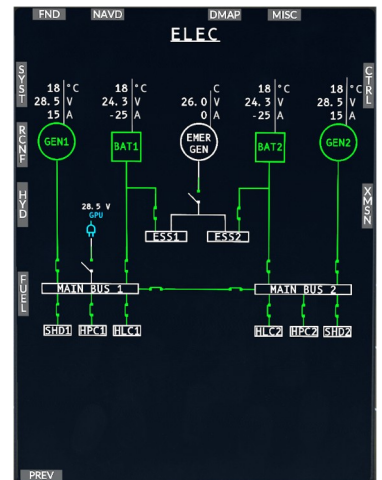 FND NAVD DMAP MISC
ELEC
SYST
CTRL
18 °C 18 °C C 18 °C 18 °C
28.5 V 24.3 V 26.0 V 24.3 V 28.5 V
15 A -25 A 0 A -25 A 15 A
GEN1 BAT1 EMER GEN BAT2 GEN2
RCNF
HYD
XMSN
28.5 V
GPU
ESS1 ESS2
FUEL
MAIN BUS 1 MAIN BUS 2
SHD1 HPC1 HLC1 HLC2 HPC2 SHD2
PREV